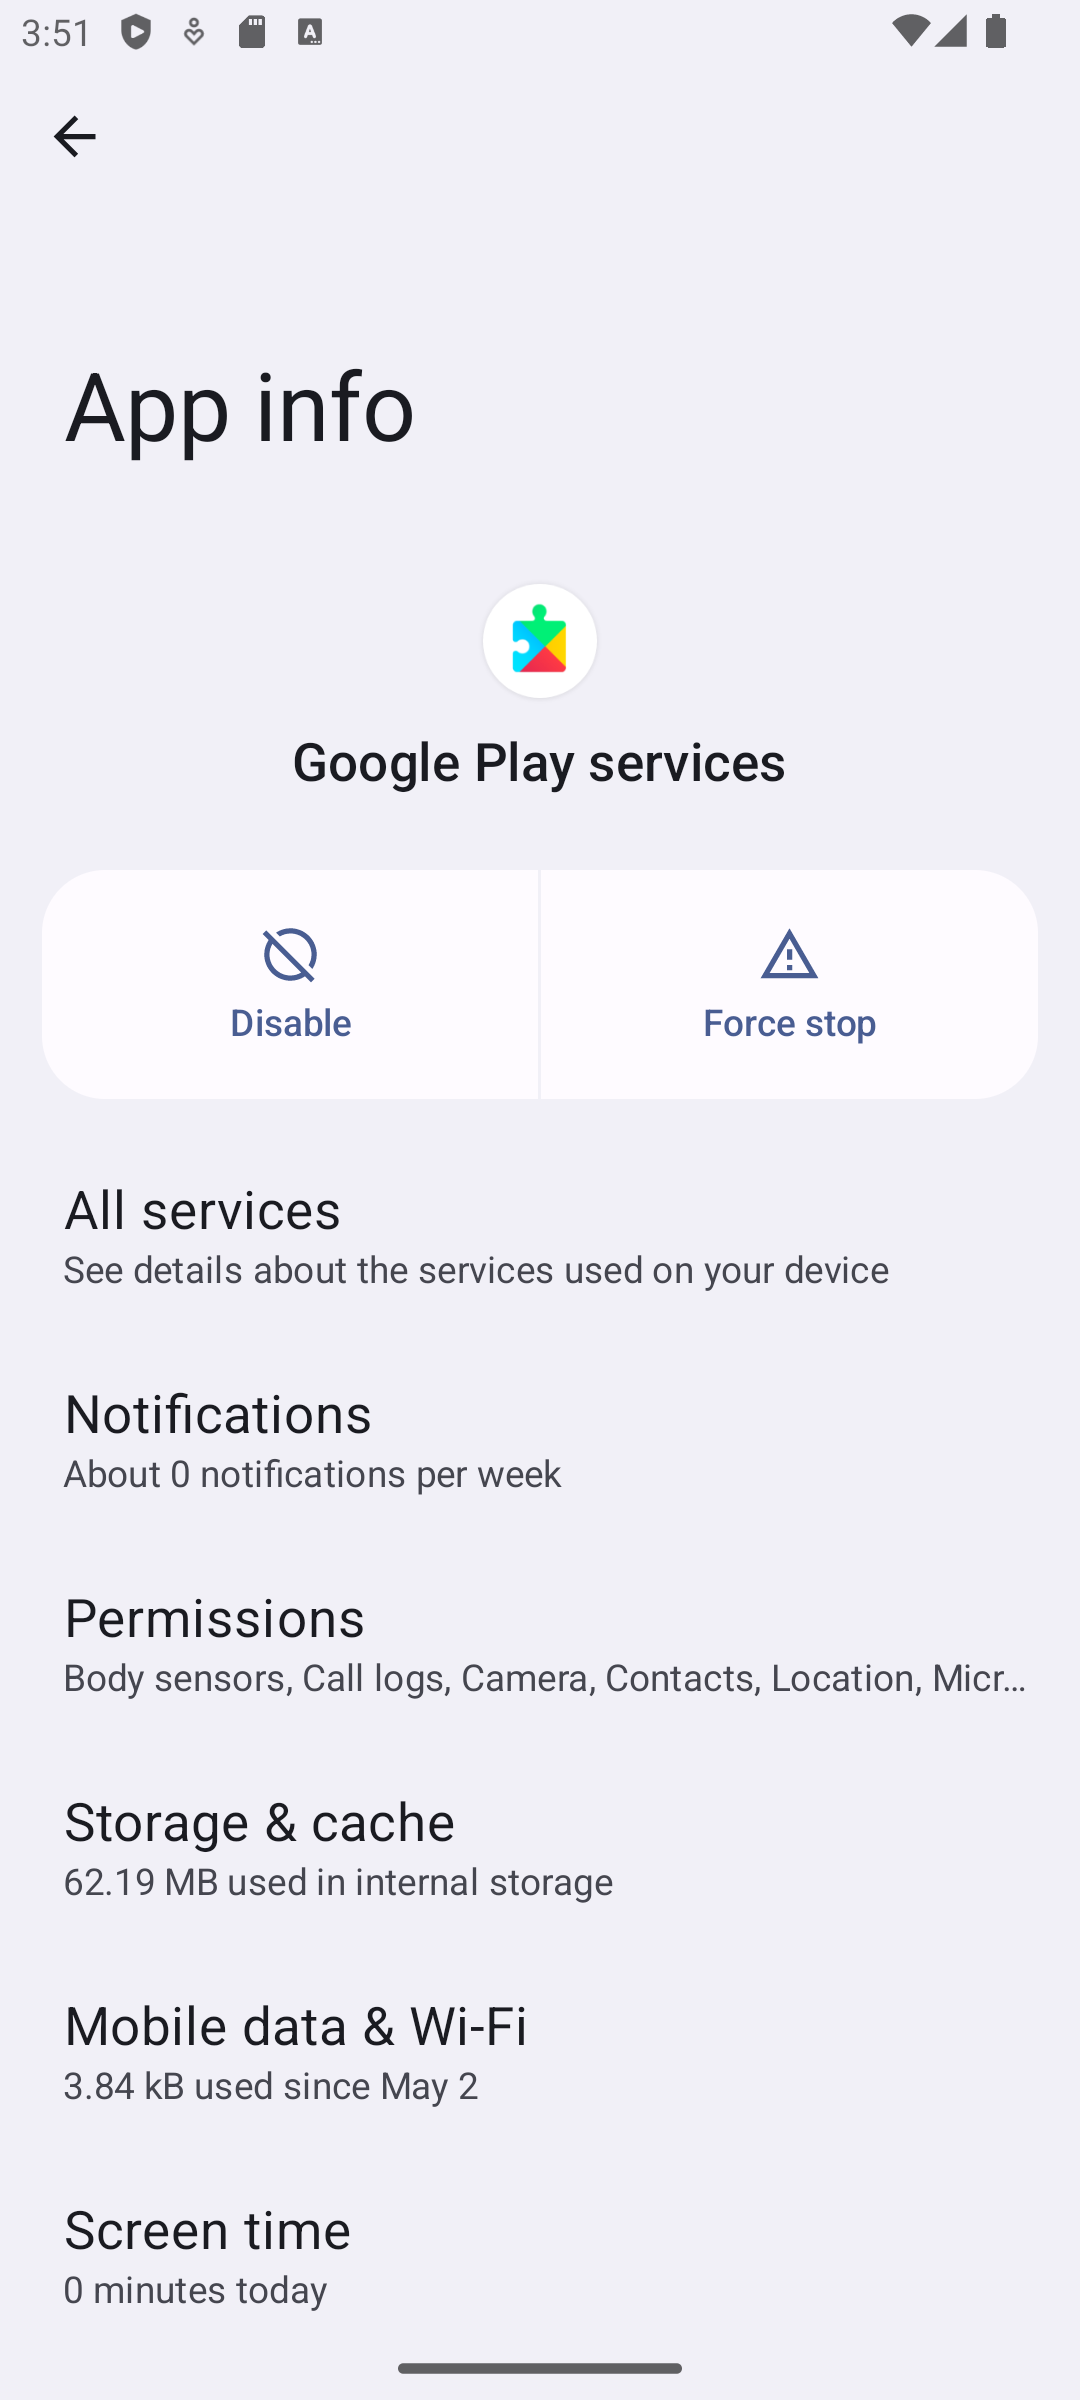 3:51
App info
Google Play services
Disable
Force stop
All services
See details about the services used on your device
Notifications
About 0 notifications per week
Permissions
Body sensors, Call logs, Camera, Contacts, Location, Micr…
Storage & cache
62.19 MB used in internal storage
Mobile data & Wi-Fi
3.84 kB used since May 2
Screen time
0 minutes today